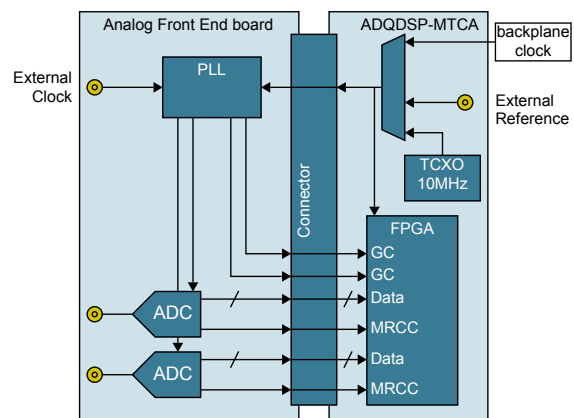 Analog Front End board
ADQDSP-MTCA
backplane
clock
PLL
External
Clock
External
Reference
TCXO
10MHz
Connector
FPGA
GC
GC
Data
ADC
MRCC
Data
ADC
MRCC